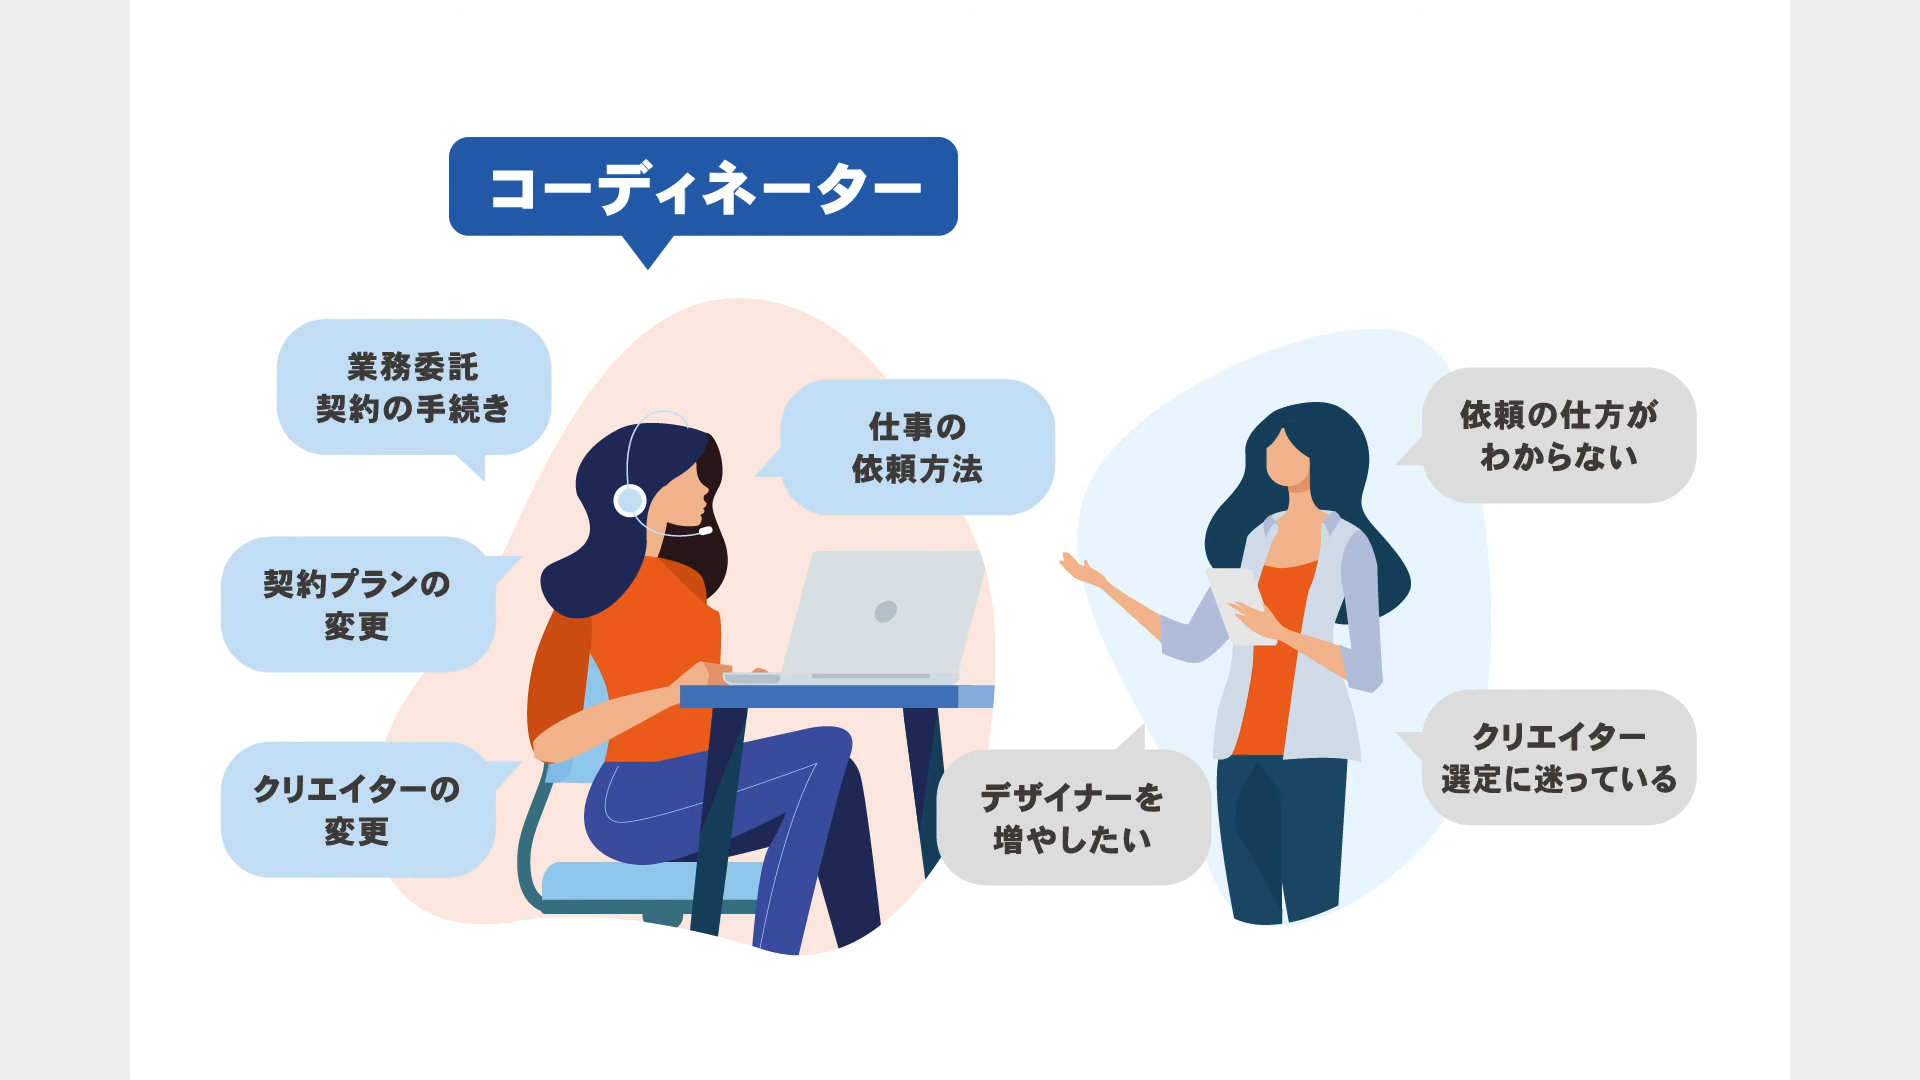 コーディネーター
業務委託
契約の手続き
仕事の
依頼方法
契約プランの
変更
クリエイターの
変更
依頼の仕方が
わからない
クリエイター
選定に迷っている
デザイナーを
増やしたい